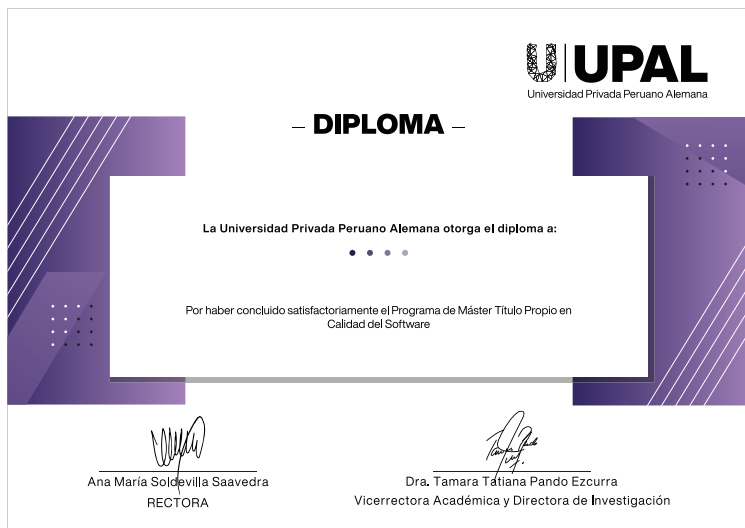 UPAL
Universidad Privada Peruano Alemana
– DIPLOMA –
La Universidad Privada Peruano Alemana otorga el diploma a:
Por haber concluido satisfactoriamente el Programa de Máster Título Propio en
Calidad del Software
Ana María Soldevilla Saavedra
RECTORA
Dra. Tamara Tatiana Pando Ezcurra
Vicerrectora Académica y Directora de Investigación